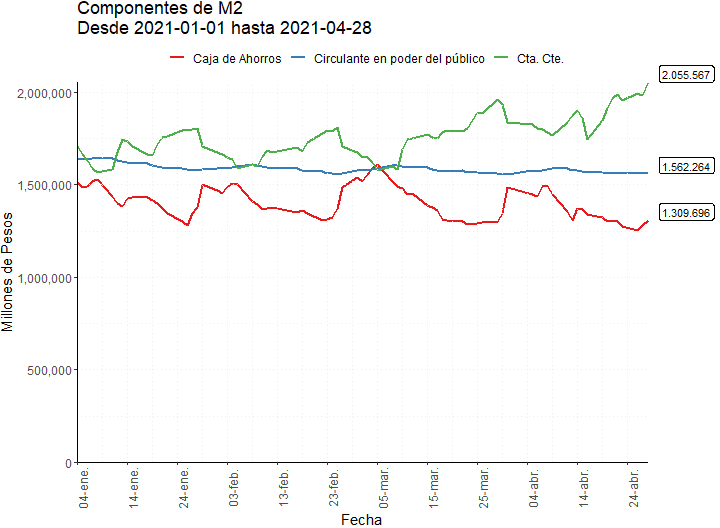 Componentes de M2
Desde 2021-01-01 hasta 2021-04-28
Caja de Ahorros Circulante en poder del público Cta. Cte.
2.055.567
2,000,000
1.562.264
1,500,000
1.309.696
1,000,000
500,000
0
Millones de Pesos
04-ene. 14-ene. 24-ene. 03-feb. 13-feb. 23-feb. 05-mar. 15-mar. 25-mar. 04-abr. 14-abr. 24-abr.
Fecha